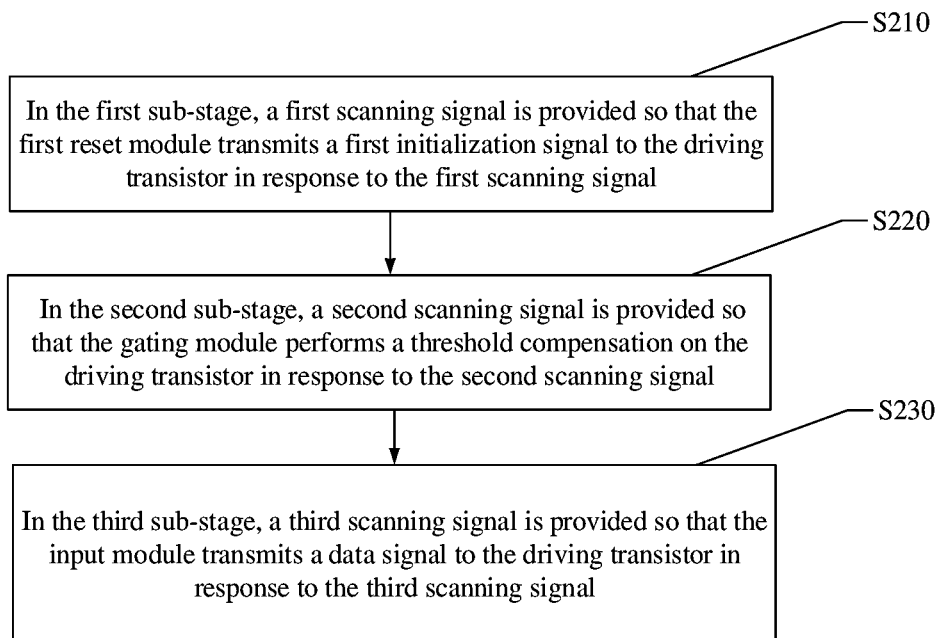 S210
In the first sub-stage, a first scanning signal is provided so that the
first reset module transmits a first initialization signal to the driving
transistor in response to the first scanning signal
S220
In the second sub-stage, a second scanning signal is provided so
that the gating module performs a threshold compensation on the
driving transistor in response to the second scanning signal
S230
In the third sub-stage, a third scanning signal is provided so that the
input module transmits a data signal to the driving transistor in
response to the third scanning signal